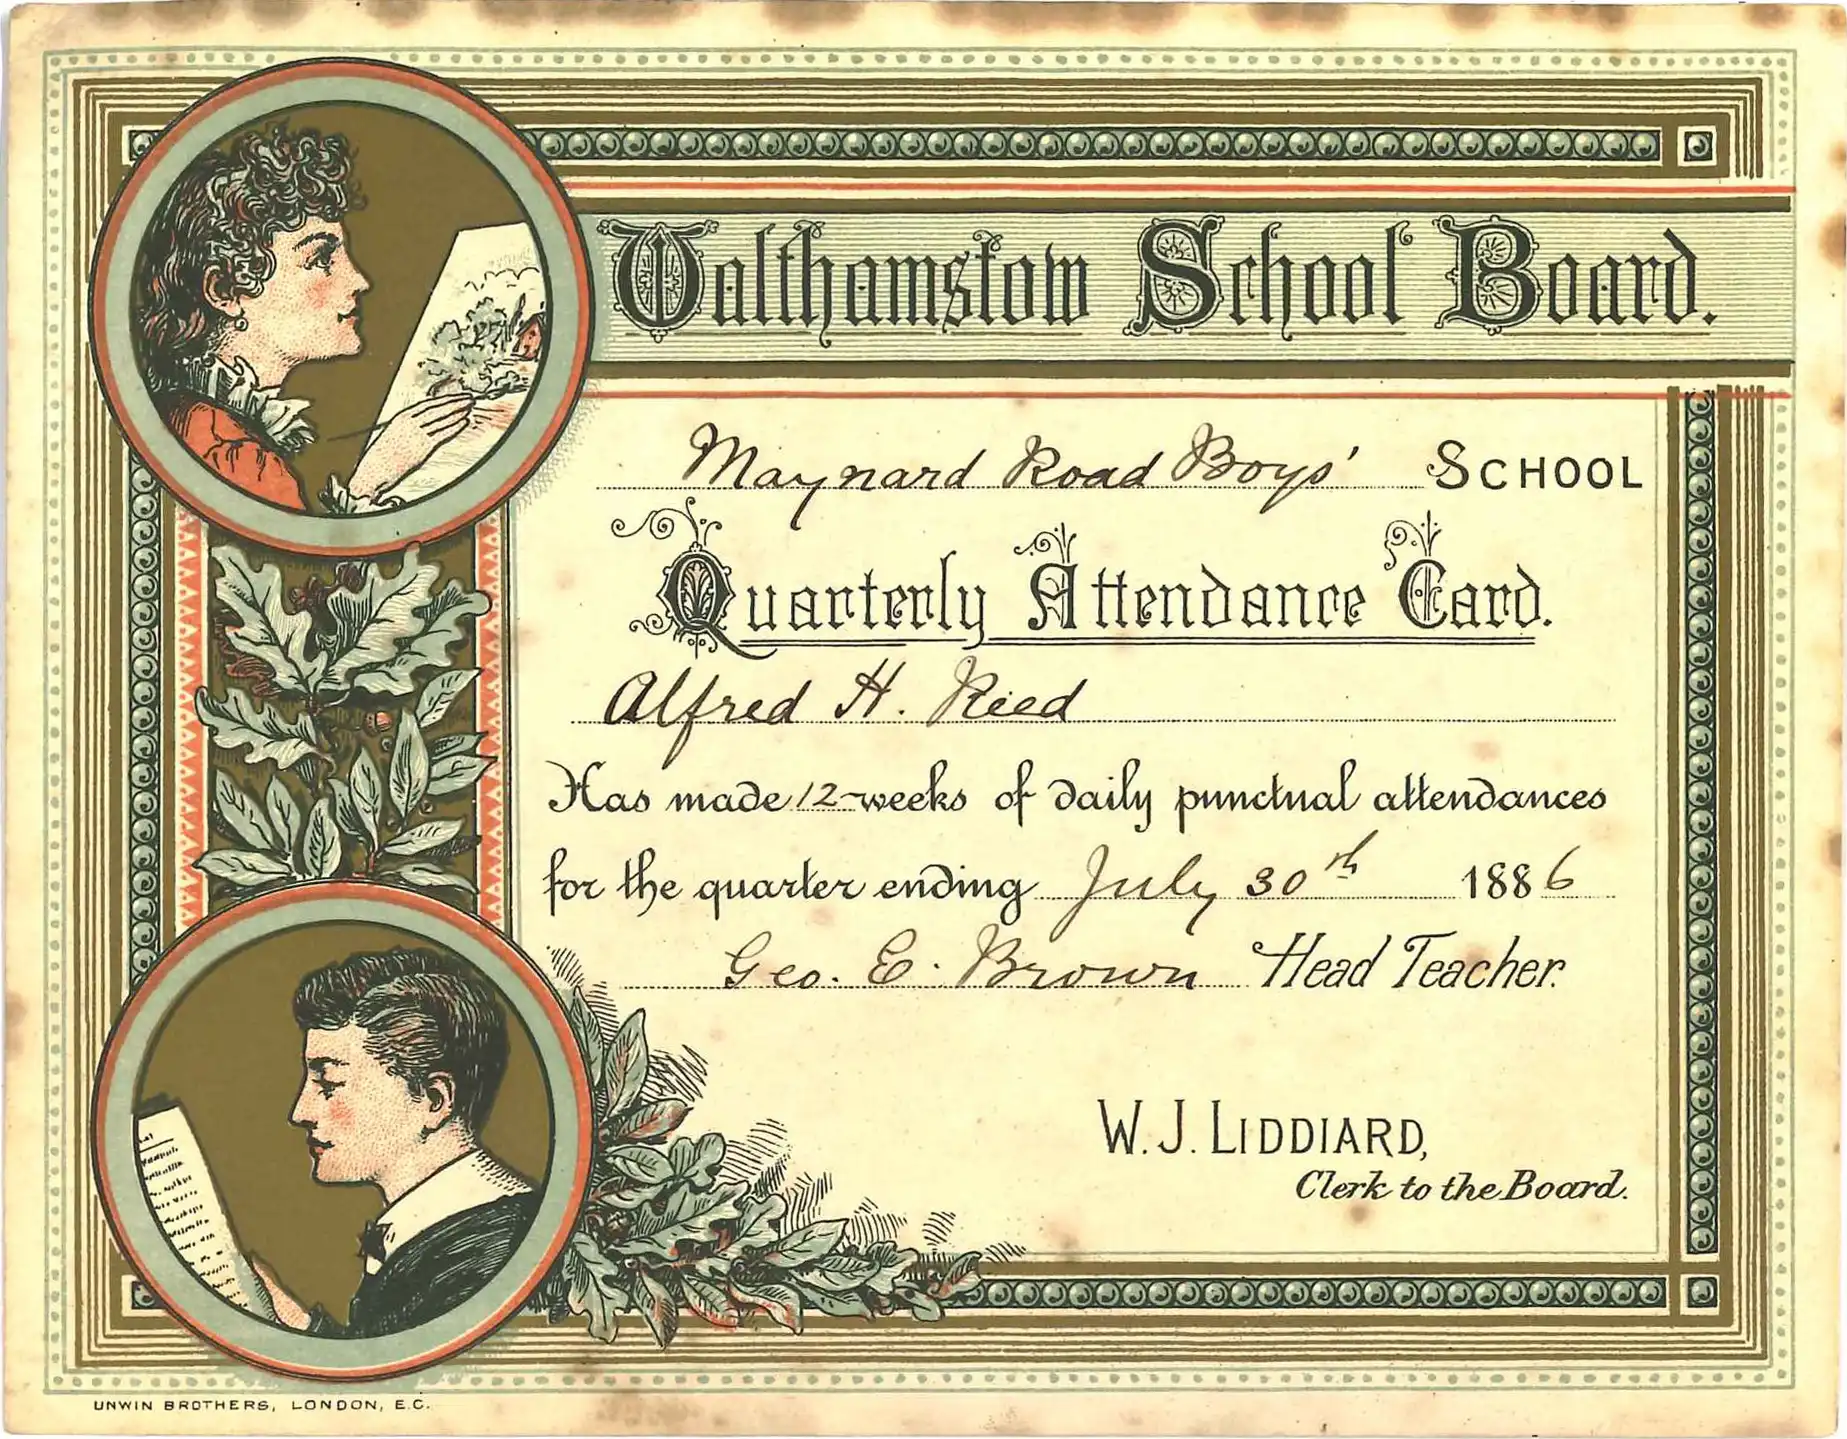 Walthamstow School Board.
Maynard Road Boys' School
Quarterly Attendance Card.
Alfred H. Reed
Has made 12 weeks of daily punctual attendances
for the quarter ending July 30th 1886
Geo. E. Brown Head Teacher.
W. J. Liddiard,
Clerk to the Board.
UNWIN BROTHERS, LONDON, E.C.